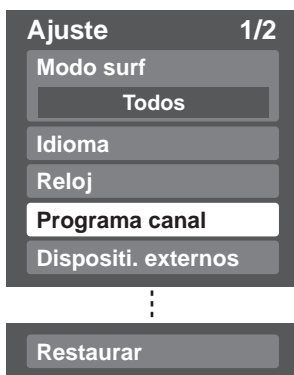 Ajuste 1/2
Modo surf
Todos
Idioma
Reloj
Programa canal
Dispositi. externos
Restaurar